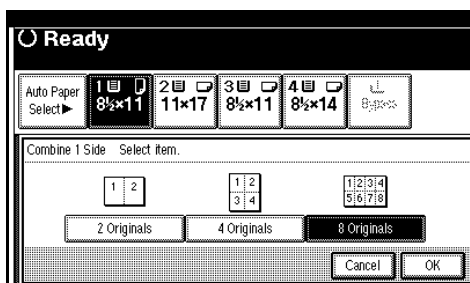 Ready
Auto Paper Select▶
1 8½×11
2 11×17
3 8½×11
4 8½×14
Combine 1 Side Select item.
1 2
1 2
3 4
1 2 3 4
5 6 7 8
2 Originals 4 Originals 8 Originals
Cancel OK